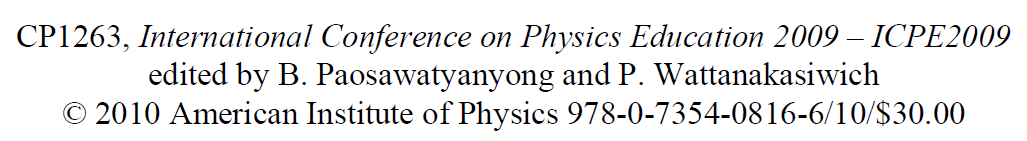 CP1263, International Conference on Physics Education 2009 – ICPE2009
edited by B. Paosawatyanyong and P. Wattanakasiwich
© 2010 American Institute of Physics 978-0-7354-0816-6/10/$30.00